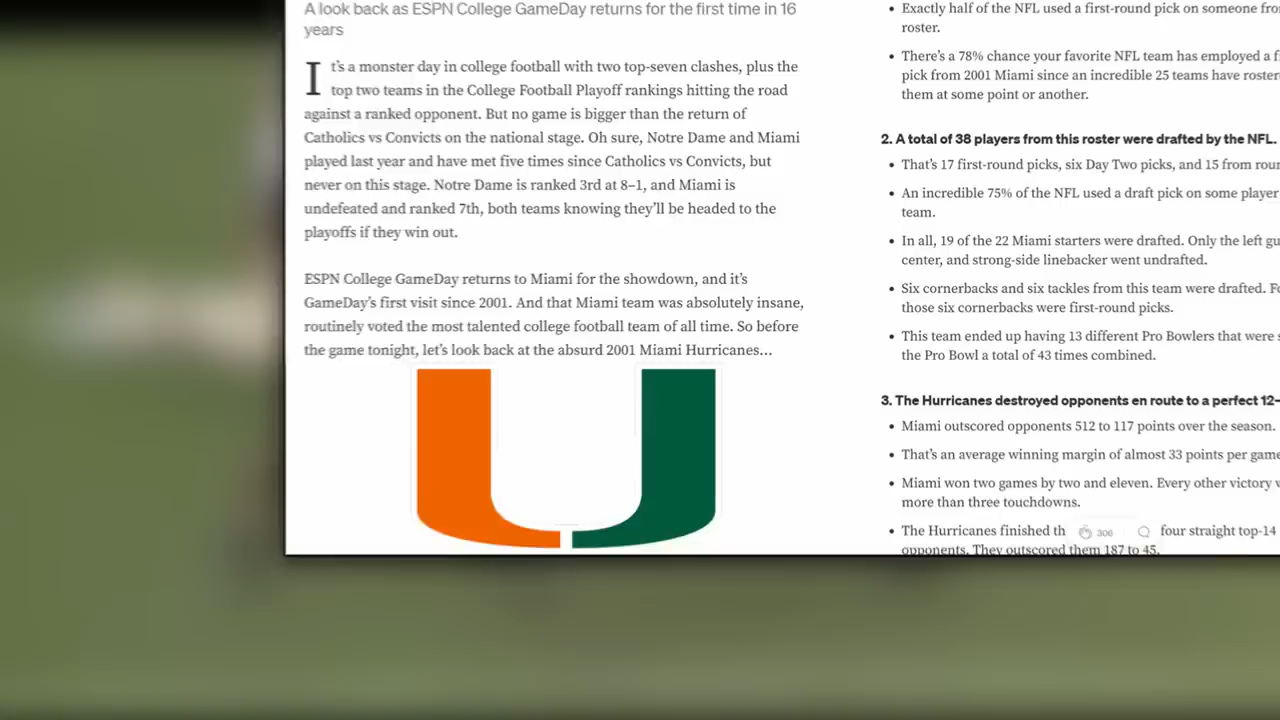 A look back as ESPN College GameDay returns for the first time in 16
years
It's a monster day in college football with two top-seven clashes, plus the
top two teams in the College Football Playoff rankings hitting the road
against a ranked opponent. But no game is bigger than the return of
Catholics vs Convicts on the national stage. Oh sure, Notre Dame and Miami
played last year and have met five times since Catholics vs Convicts, but
never on this stage. Notre Dame is ranked 3rd at 8–1, and Miami is
undefeated and ranked 7th, both teams knowing they'll be headed to the
playoffs if they win out.
ESPN College GameDay returns to Miami for the showdown, and it's
GameDay's first visit since 2001. And that Miami team was absolutely insane,
routinely voted the most talented college football team of all time. So before
the game tonight, let's look back at the absurd 2001 Miami Hurricanes…
Exactly half of the NFL used a first-round pick on someone
roster.
There's a 78% chance your favorite NFL team has employed a
pick from 2001 Miami since an incredible 25 teams have
them at some point or another.
2. A total of 38 players from this roster were drafted by the NFL.
That's 17 first-round picks, six Day Two picks, and 15 from
An incredible 75% of the NFL used a draft pick on some player
team.
In all, 19 of the 22 Miami starters were drafted. Only the left
center, and strong-side linebacker went undrafted.
Six cornerbacks and six tackles from this team were drafted.
those six cornerbacks were first-round picks.
This team ended up having 13 different Pro Bowlers that were
the Pro Bowl a total of 43 times combined.
3. The Hurricanes destroyed opponents en route to a perfect 12–
Miami outscored opponents 512 to 117 points over the season.
That's an average winning margin of almost 33 points per game
Miami won two games by two and eleven. Every other victory
more than three touchdowns.
The Hurricanes finished th 306 four straight top-14
opponents. They outscored them 187 to 45.